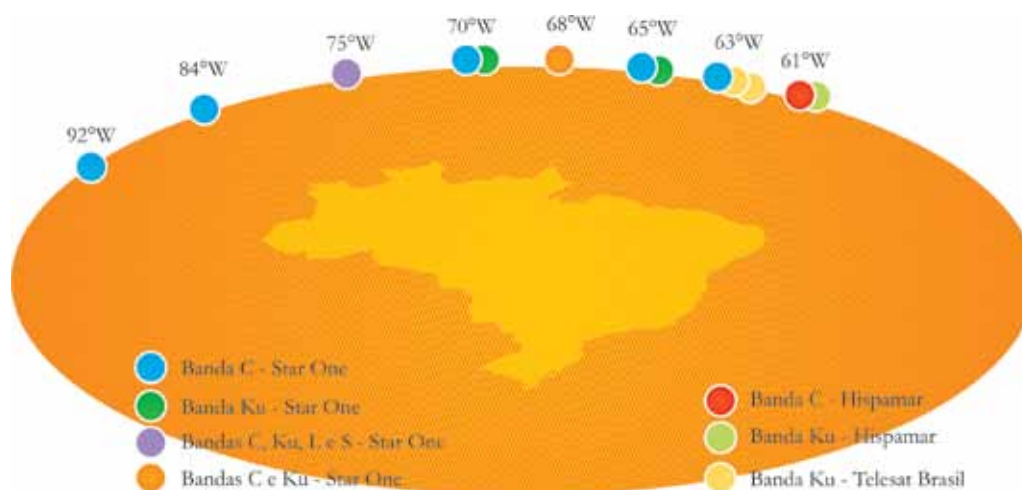 92°W
84°W
75°W
70°W
68°W
65°W
63°W
61°W
Banda C - Star One
Banda Ku - Star One
Bandas C, Ku, L e S - Star One
Bandas C e Ku - Star One
Banda C - Hispamar
Banda Ku - Hispamar
Banda Ku - Telesat Brasil